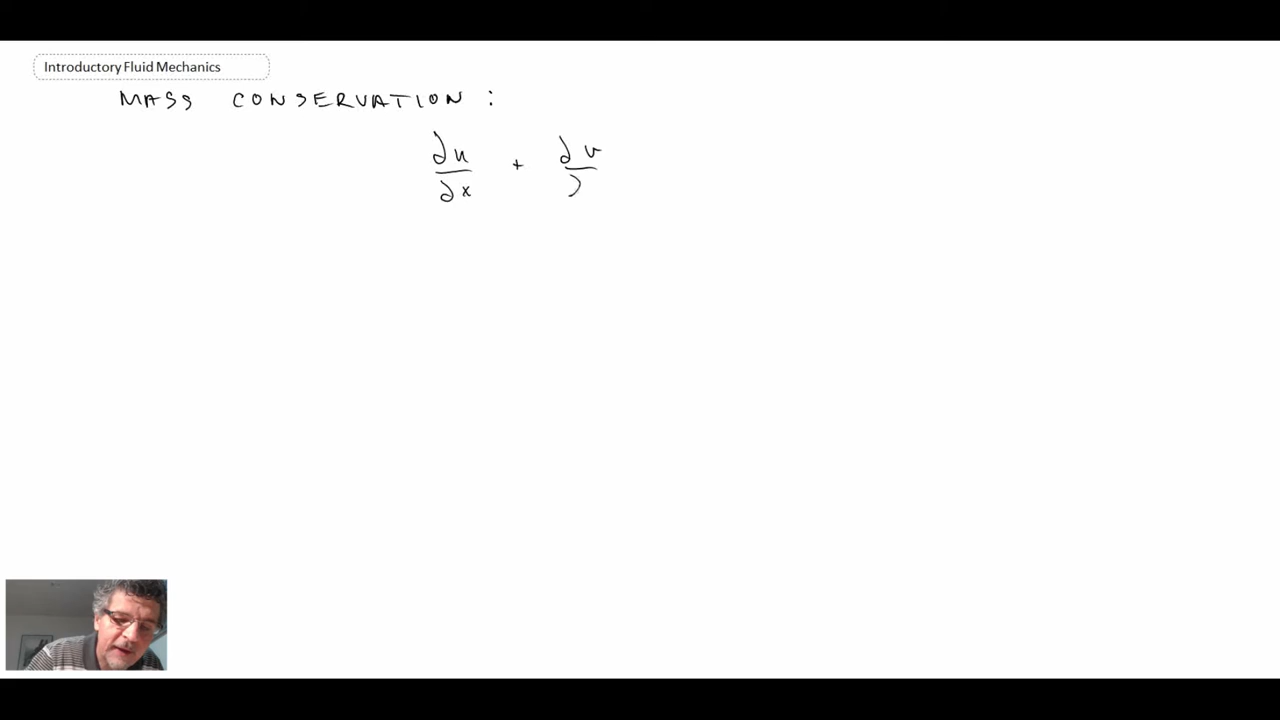 Introductory Fluid Mechanics
MASS CONSERVATION :
∂u/∂x + ∂v/∂